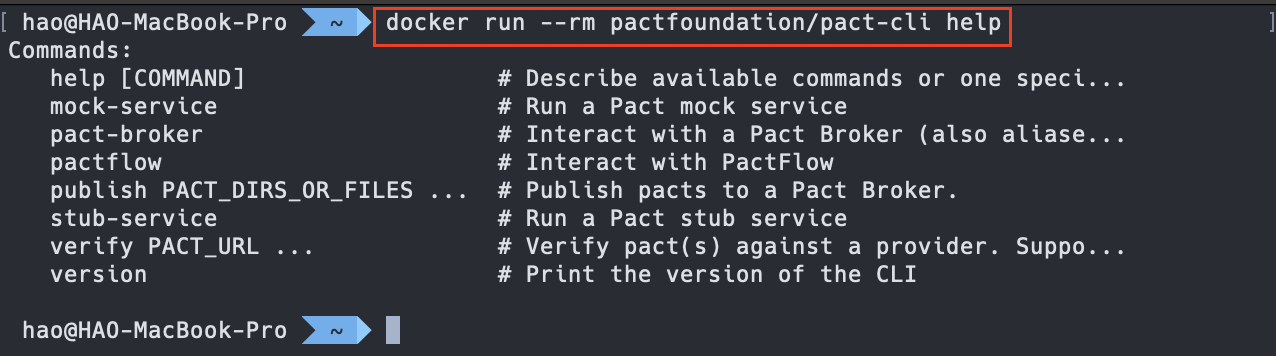 [ hao@HAO-MacBook-Pro ~ docker run --rm pactfoundation/pact-cli help ]
Commands:
help [COMMAND] # Describe available commands or one speci...
mock-service # Run a Pact mock service
pact-broker # Interact with a Pact Broker (also aliase...
pactflow # Interact with PactFlow
publish PACT_DIRS_OR_FILES ... # Publish pacts to a Pact Broker.
stub-service # Run a Pact stub service
verify PACT_URL ... # Verify pact(s) against a provider. Suppo...
version # Print the version of the CLI
hao@HAO-MacBook-Pro ~